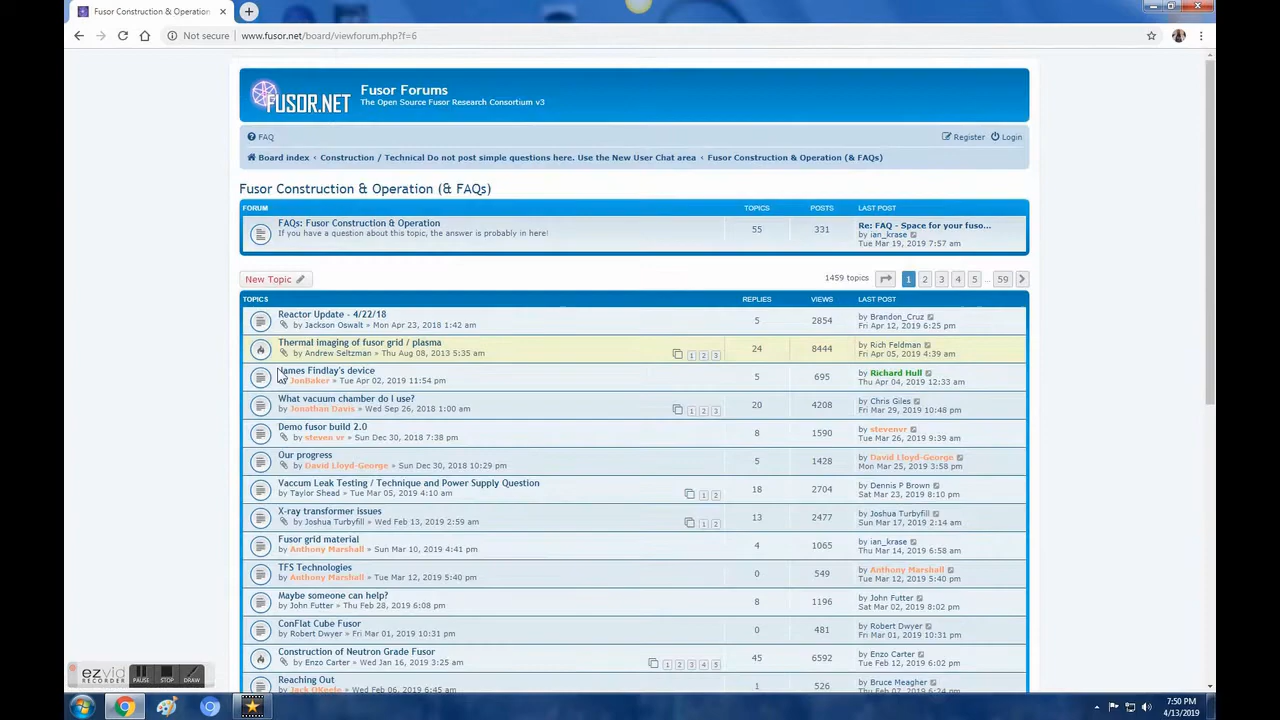 Fusor Construction & Operation
Not secure www.fusor.net/board/viewforum.php?f=6
FUSOR.NET
Fusor Forums
The Open Source Fusor Research Consortium v3
FAQ
Register Login
Board index ‹ Construction / Technical Do not post simple questions here. Use the New User Chat area ‹ Fusor Construction & Operation (& FAQs)
Fusor Construction & Operation (& FAQs)
FORUM TOPICS POSTS LAST POST
FAQs: Fusor Construction & Operation
If you have a question about this topic, the answer is probably in here!
55 331
Re: FAQ - Space for your fuso...
by ian_krase
Tue Mar 19, 2019 7:57 am
New Topic
1459 topics 1 2 3 4 5 ... 59
TOPICS REPLIES VIEWS LAST POST
Reactor Update - 4/22/18
by Jackson Oswalt » Mon Apr 23, 2018 1:42 am
5 2854
by Brandon_Cruz
Fri Apr 12, 2019 6:25 pm
Thermal imaging of fusor grid / plasma
by Andrew Seltzman » Thu Aug 08, 2013 5:35 am
1 2 3
24 8444
by Rich Feldman
Fri Apr 05, 2019 4:39 am
James Findlay's device
by JonBaker » Tue Apr 02, 2019 11:54 pm
5 695
by Richard Hull
Thu Apr 04, 2019 12:33 am
What vacuum chamber do I use?
by Jonathan Davis » Wed Sep 26, 2018 1:00 am
1 2 3
20 4208
by Chris Giles
Fri Mar 29, 2019 10:48 pm
Demo fusor build 2.0
by steven vr » Sun Dec 30, 2018 7:38 pm
8 1590
by stevenvr
Tue Mar 26, 2019 9:39 am
Our progress
by David Lloyd-George » Sun Dec 30, 2018 10:29 pm
5 1428
by David Lloyd-George
Mon Mar 25, 2019 3:58 pm
Vaccum Leak Testing / Technique and Power Supply Question
by Taylor Shead » Tue Mar 05, 2019 4:10 am
1 2
18 2704
by Dennis P Brown
Sat Mar 23, 2019 8:10 pm
X-ray transformer issues
by Joshua Turbyfill » Wed Feb 13, 2019 2:59 am
1 2
13 2477
by Joshua Turbyfill
Sun Mar 17, 2019 2:14 am
Fusor grid material
by Anthony Marshall » Sun Mar 10, 2019 4:41 pm
4 1065
by ian_krase
Thu Mar 14, 2019 6:58 am
TFS Technologies
by Anthony Marshall » Tue Mar 12, 2019 5:40 pm
0 549
by Anthony Marshall
Tue Mar 12, 2019 5:40 pm
Maybe someone can help?
by John Futter » Thu Feb 28, 2019 6:08 pm
8 1196
by John Futter
Sat Mar 02, 2019 8:02 pm
ConFlat Cube Fusor
by Robert Dwyer » Fri Mar 01, 2019 10:31 pm
0 481
by Robert Dwyer
Fri Mar 01, 2019 10:31 pm
Construction of Neutron Grade Fusor
by Enzo Carter » Wed Jan 16, 2019 3:25 am
1 2 3 4 5
45 6592
by Enzo Carter
Tue Feb 12, 2019 6:02 pm
Reaching Out
by Jack OKeefe » Wed Feb 06, 2019 6:45 am
1 526
by Bruce Meagher
Thu Feb 07, 2019 6:24 am
ezvid
RECORDER
PAUSE STOP DRAW
7:50 PM
4/13/2019